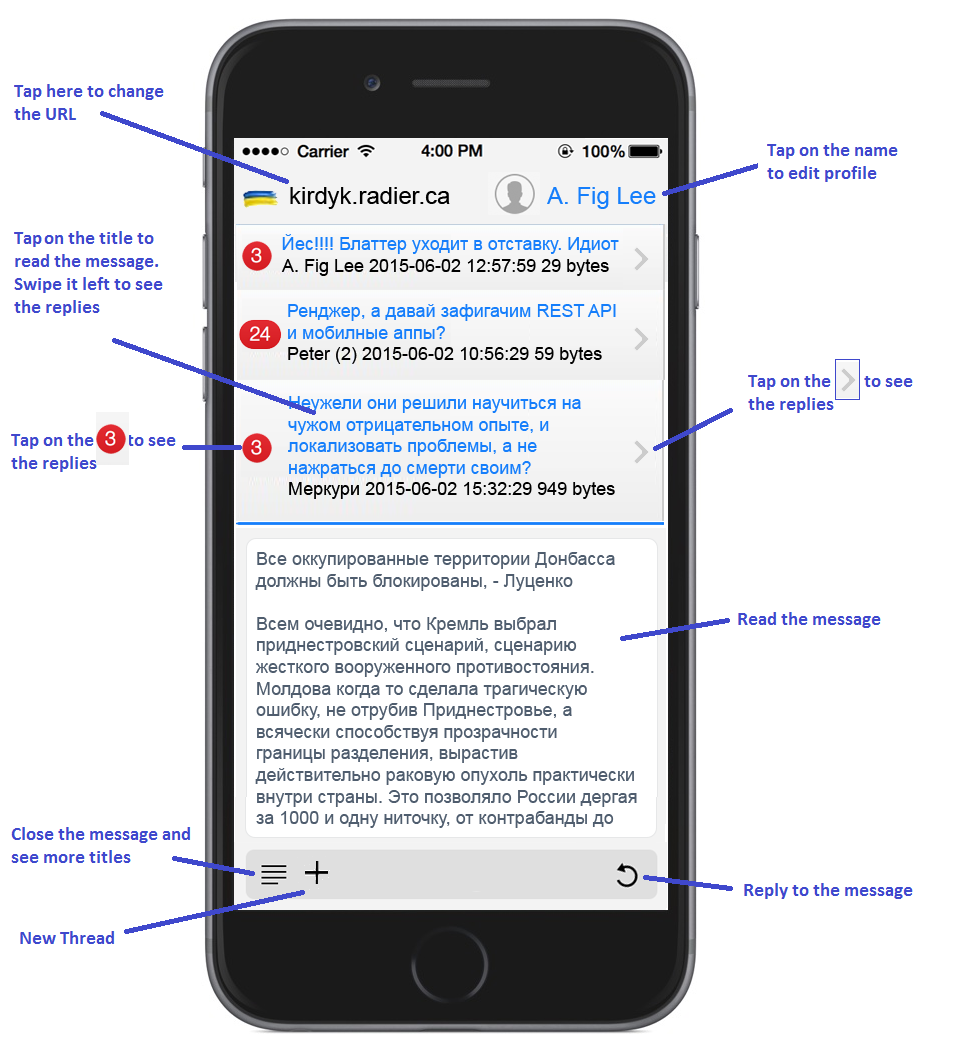 Tap here to change
the URL
Carrier 4:00 PM 100%
Tap on the name
to edit profile
kirdyk.radier.ca A. Fig Lee
Tap on the title to
read the message.
Swipe it left to see
the replies
3
Йес!!!! Блаттер уходит в отставку. Идиот
A. Fig Lee 2015-06-02 12:57:59 29 bytes
24
Ренджер, а давай зафигачим REST API
и мобилные аппы?
Peter (2) 2015-06-02 10:56:29 59 bytes
Tap on the > to see
the replies
Tap on the 3 to see
the replies
3
Неужели они решили научиться на
чужом отрицательном опыте, и
локализовать проблемы, а не
нажраться до смерти своим?
Меркури 2015-06-02 15:32:29 949 bytes
Все оккупированные территории Донбасса
должны быть блокированы, - Луценко
Всем очевидно, что Кремль выбрал
приднестровский сценарий, сценарию
жесткого вооруженного противостояния.
Молдова когда то сделала трагическую
ошибку, не отрубив Приднестровье, а
всячески способствуя прозрачности
границы разделения, вырастив
действительно раковую опухоль практически
внутри страны. Это позволяло России дергая
за 1000 и одну ниточку, от контрабанды до
Read the message
Close the message and
see more titles
Reply to the message
New Thread